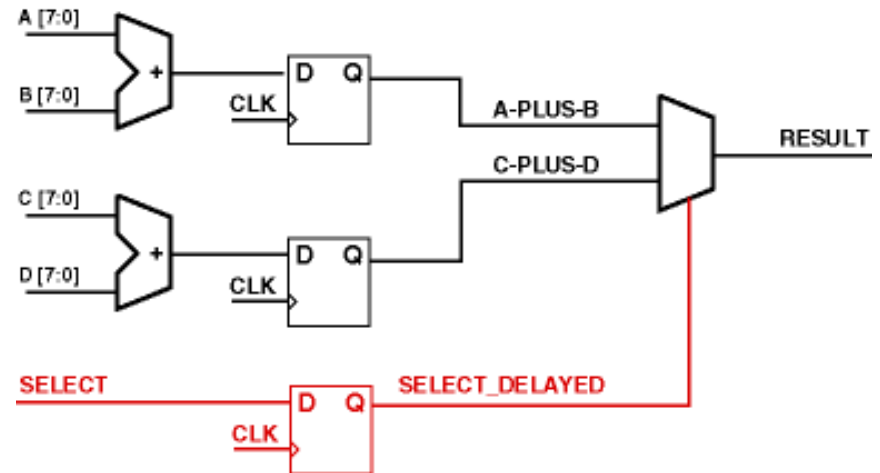 A [7:0]
+
D Q
B [7:0]
CLK
A-PLUS-B
RESULT
C-PLUS-D
C [7:0]
+
D Q
D [7:0]
CLK
SELECT
SELECT_DELAYED
D Q
CLK